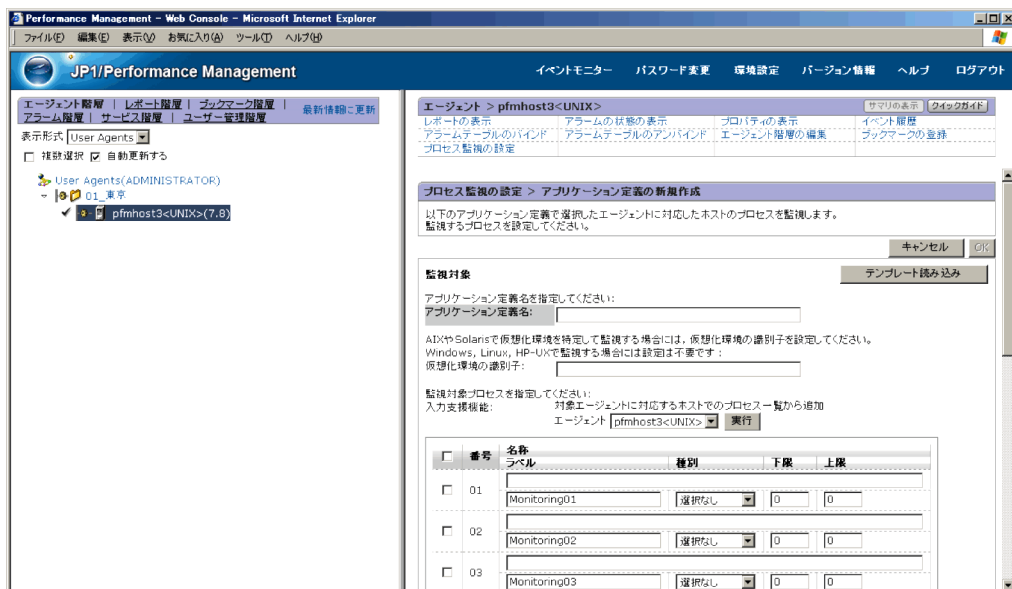 Performance Management - Web Console - Microsoft Internet Explorer
ファイル(F) 編集(E) 表示(V) お気に入り(A) ツール(T) ヘルプ(H)
JP1/Performance Management
イベントモニター パスワード変更 環境設定 バージョン情報 ヘルプ ログアウト
エージェント階層 | レポート階層 | ブックマーク階層 |
アラーム階層 | サービス階層 | ユーザー管理階層
最新情報に更新
表示形式 User Agents
複数選択 自動更新する
User Agents(ADMINISTRATOR)
01_東京
pfmhost3<UNIX>(7.8)
エージェント > pfmhost3<UNIX>
サマリの表示 クイックガイド
レポートの表示 アラームの状態の表示 プロパティの表示 イベント履歴
アラームテーブルのバインド アラームテーブルのアンバインド エージェント階層の編集 ブックマークの登録
プロセス監視の設定
プロセス監視の設定 > アプリケーション定義の新規作成
以下のアプリケーション定義で選択したエージェントに対応したホストのプロセスを監視します。
監視するプロセスを設定してください。
キャンセル OK
監視対象
テンプレート読み込み
アプリケーション定義名を指定してください:
アプリケーション定義名:
AIXやSolarisで仮想化環境を特定して監視する場合には, 仮想化環境の識別子を設定してください。
Windows, Linux, HP-UXで監視する場合には設定は不要です:
仮想化環境の識別子:
監視対象プロセスを指定してください:
入力支援機能: 対象エージェントに対応するホストでのプロセス一覧から追加
エージェント pfmhost3<UNIX> 実行
番号 名称
ラベル 種別 下限 上限
01
Monitoring01 選択なし 0 0
02
Monitoring02 選択なし 0 0
03
Monitoring03 選択なし 0 0